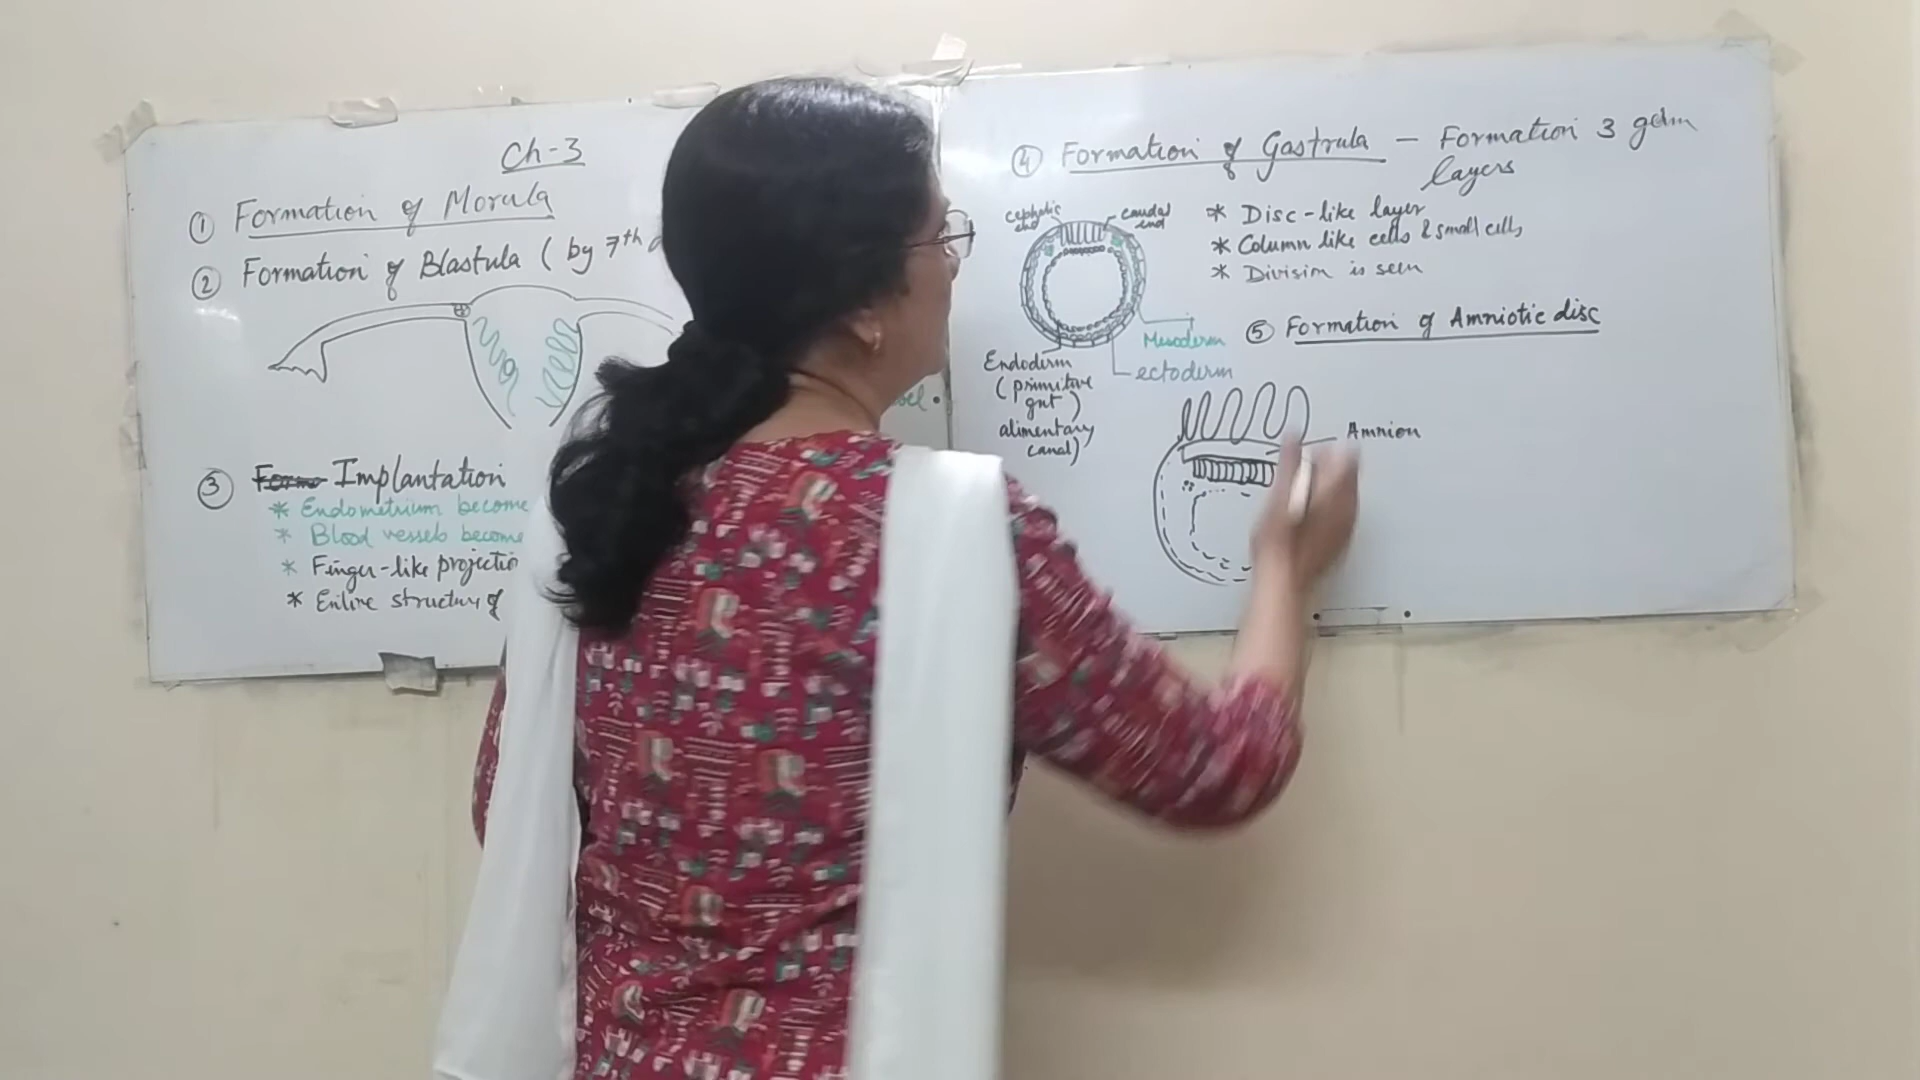 Ch-3
① Formation of Morula
② Formation of Blastula ( by 7th
③ Implantation
* Endometrium become
* Blood vessels become
* Finger-like projectio
* Entire structure of
④ Formation of Gastrula — Formation 3 germ
layers
cephalic
end
caudal
end
* Disc-like layer
* Column like cells & small cells
* Division is seen
Mesoderm
ectoderm
Endoderm
(primitive
gut)
alimentary
canal)
⑤ Formation of Amniotic disc
Amnion